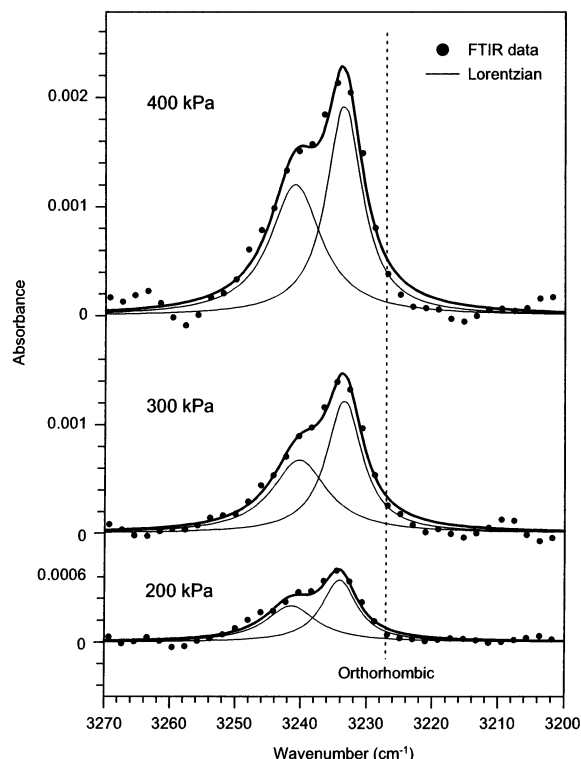 FTIR data
Lorentzian
400 kPa
0.002
0.001
0
Absorbance
300 kPa
0.001
0
200 kPa
0.0006
0
Orthorhombic
3270 3260 3250 3240 3230 3220 3210 3200
Wavenumber (cm⁻¹)